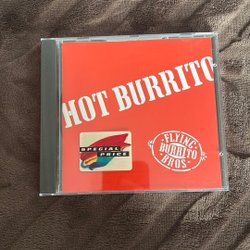 HOT BURRITO
SPECIAL
PRICE
FLYING
BURRITO
BROS.